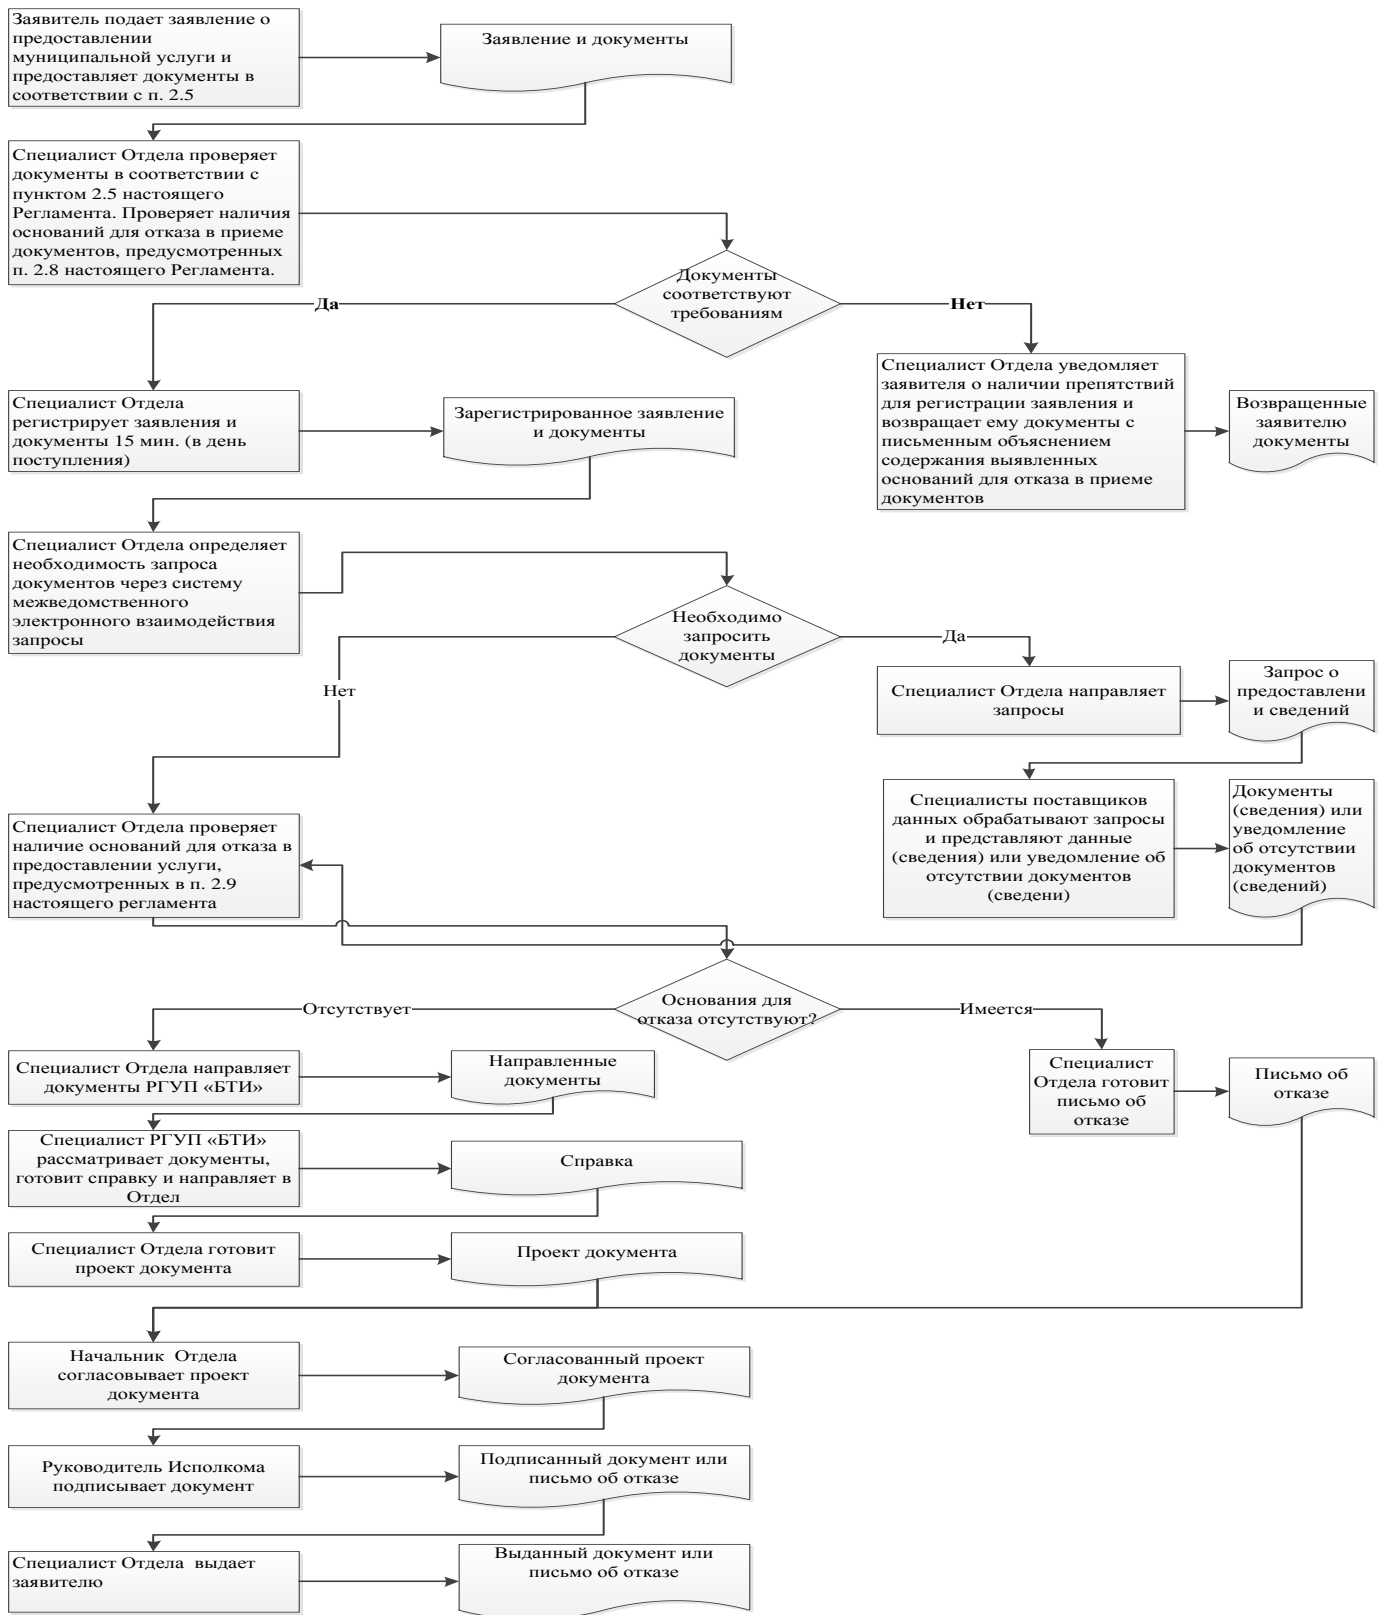 Заявитель подает заявление о
предоставлении
муниципальной услуги и
предоставляет документы в
соответствии с п. 2.5
Заявление и документы
Специалист Отдела проверяет
документы в соответствии с
пунктом 2.5 настоящего
Регламента. Проверяет наличия
оснований для отказа в приеме
документов, предусмотренных
п. 2.8 настоящего Регламента.
Документы
соответствуют
требованиям
Да
Нет
Специалист Отдела
регистрирует заявления и
документы 15 мин. (в день
поступления)
Зарегистрированное заявление
и документы
Специалист Отдела уведомляет
заявителя о наличии препятствий
для регистрации заявления и
возвращает ему документы с
письменным объяснением
содержания выявленных
оснований для отказа в приеме
документов
Возвращенные
заявителю
документы
Специалист Отдела определяет
необходимость запроса
документов через систему
межведомственного
электронного взаимодействия
запросы
Необходимо
запросить
документы
Да
Нет
Специалист Отдела направляет
запросы
Запрос о
предоставлени
и сведений
Специалисты поставщиков
данных обрабатывают запросы
и представляют данные
(сведения) или уведомление об
отсутствии документов
(сведени)
Документы
(сведения) или
уведомление
об отсутствии
документов
(сведений)
Специалист Отдела проверяет
наличие оснований для отказа в
предоставлении услуги,
предусмотренных в п. 2.9
настоящего регламента
Основания для
отказа отсутствуют?
Отсутствует
Имеется
Специалист Отдела направляет
документы РГУП «БТИ»
Направленные
документы
Специалист
Отдела готовит
письмо об
отказе
Письмо об
отказе
Специалист РГУП «БТИ»
рассматривает документы,
готовит справку и направляет в
Отдел
Справка
Специалист Отдела готовит
проект документа
Проект документа
Начальник  Отдела
согласовывает проект
документа
Согласованный проект
документа
Руководитель Исполкома
подписывает документ
Подписанный документ или
письмо об отказе
Специалист Отдела  выдает
заявителю
Выданный документ или
письмо об отказе